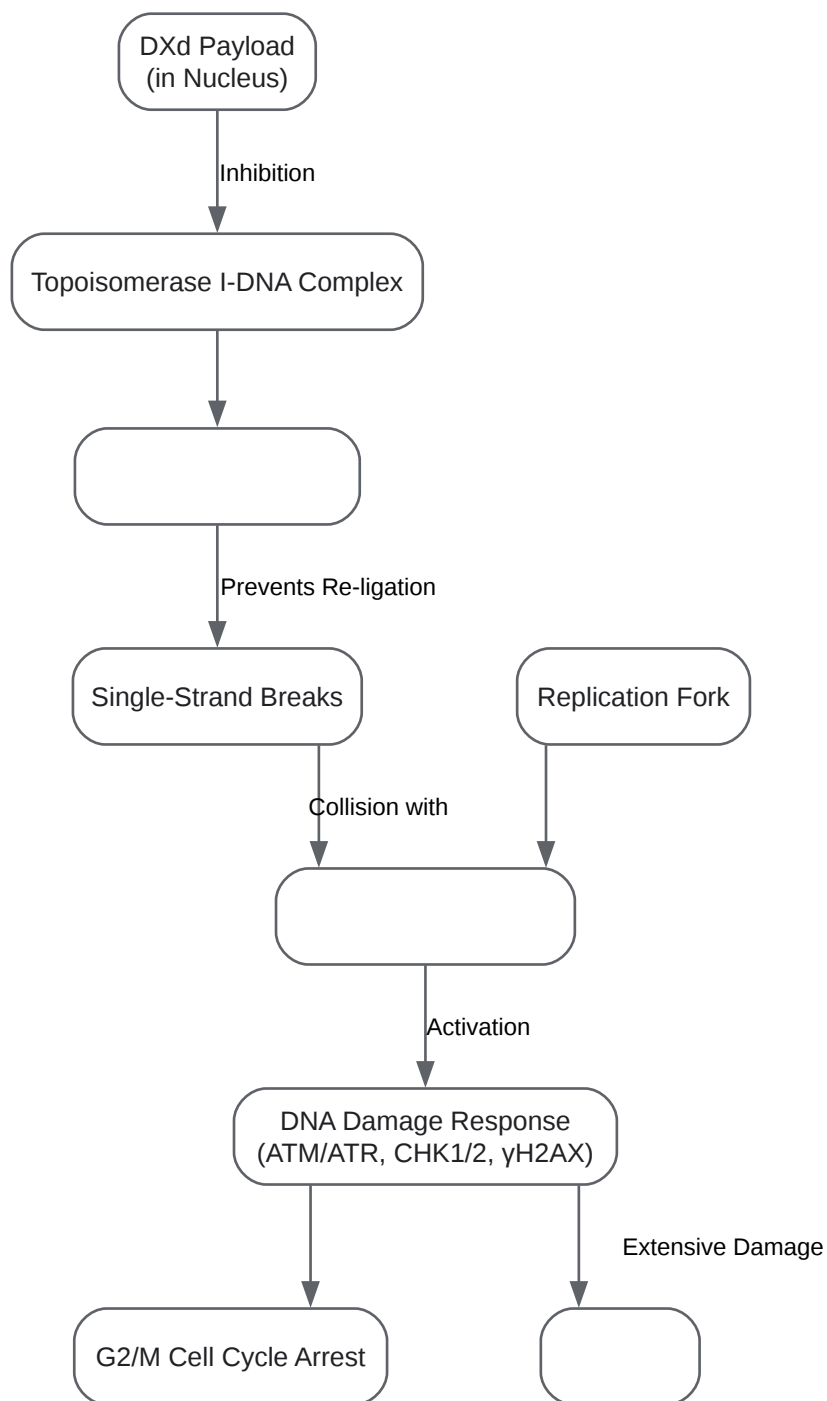 DXd Payload
(in Nucleus)
Inhibition
Topoisomerase I-DNA Complex
Prevents Re-ligation
Single-Strand Breaks
Replication Fork
Collision with
Activation
DNA Damage Response
(ATM/ATR, CHK1/2, γH2AX)
Extensive Damage
G2/M Cell Cycle Arrest